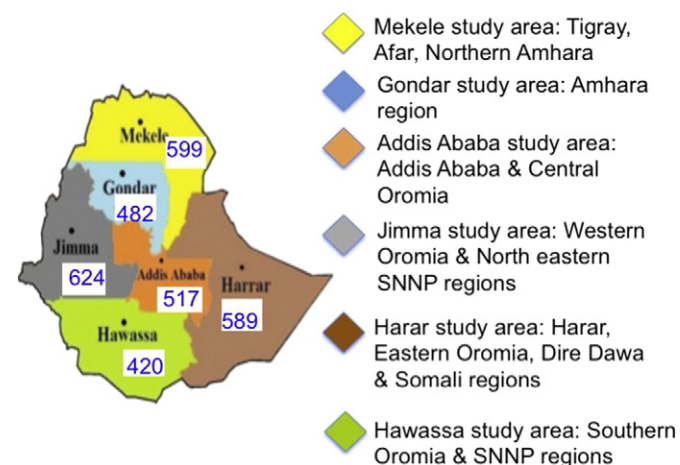 Mekele
599
Gondar
482
Jimma
624
Addis Ababa
517
Harrar
589
Hawassa
420
Mekele study area: Tigray,
Afar, Northern Amhara
Gondar study area: Amhara
region
Addis Ababa study area:
Addis Ababa & Central
Oromia
Jimma study area: Western
Oromia & North eastern
SNNP regions
Harar study area: Harar,
Eastern Oromia, Dire Dawa
& Somali regions
Hawassa study area: Southern
Oromia & SNNP regions